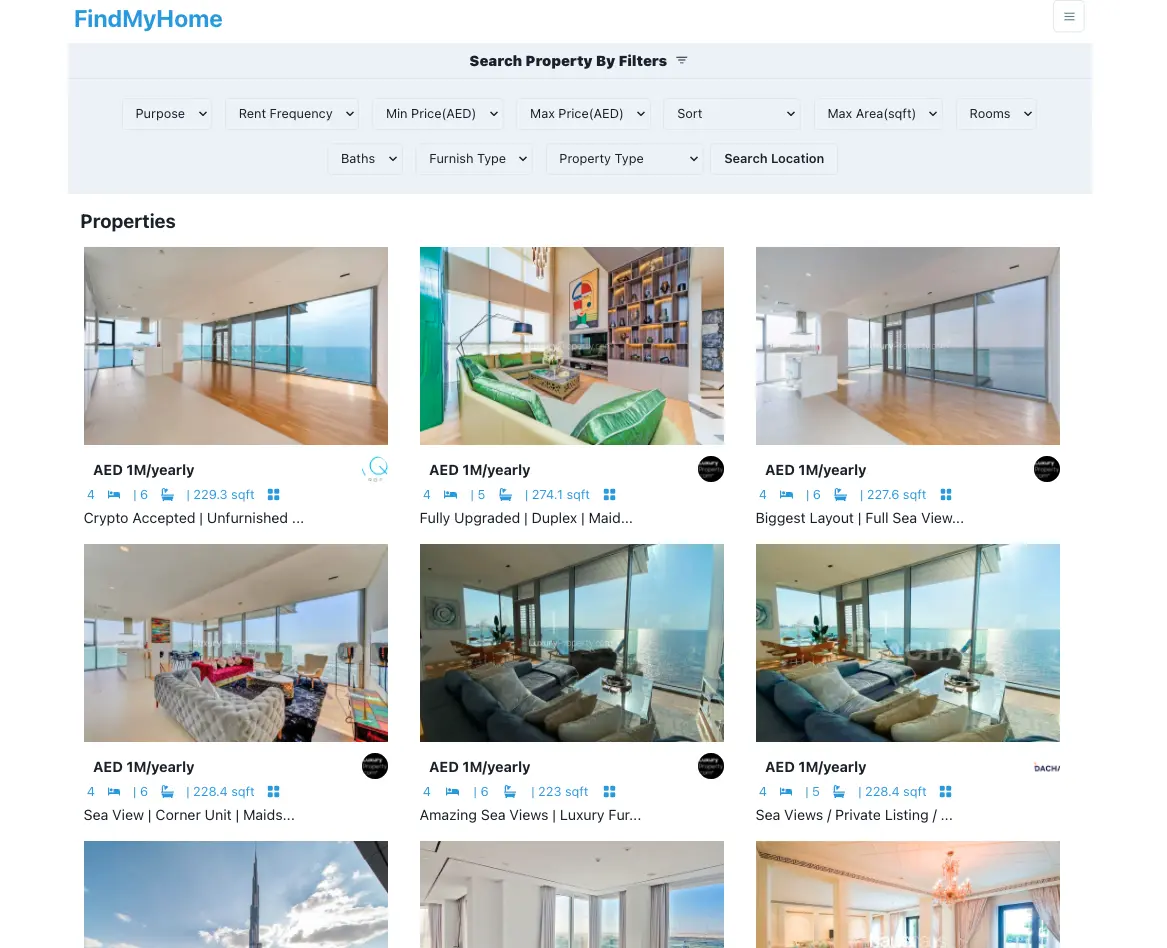 FindMyHome
Search Property By Filters
Purpose
Rent Frequency
Min Price(AED)
Max Price(AED)
Sort
Max Area(sqft)
Rooms
Baths
Furnish Type
Property Type
Search Location
Properties
AED 1M/yearly
4 | 6 | 229.3 sqft
Crypto Accepted | Unfurnished ...
AED 1M/yearly
4 | 5 | 274.1 sqft
Fully Upgraded | Duplex | Maid...
AED 1M/yearly
4 | 6 | 227.6 sqft
Biggest Layout | Full Sea View...
AED 1M/yearly
4 | 6 | 228.4 sqft
Sea View | Corner Unit | Maids...
AED 1M/yearly
4 | 6 | 223 sqft
Amazing Sea Views | Luxury Fur...
AED 1M/yearly
DACHA
4 | 5 | 228.4 sqft
Sea Views / Private Listing / ...